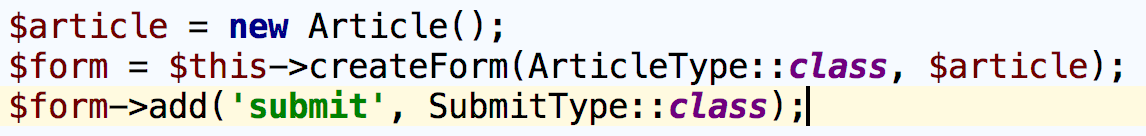 $article = new Article();
$form = $this->createForm(ArticleType::class, $article);
$form->add('submit', SubmitType::class);